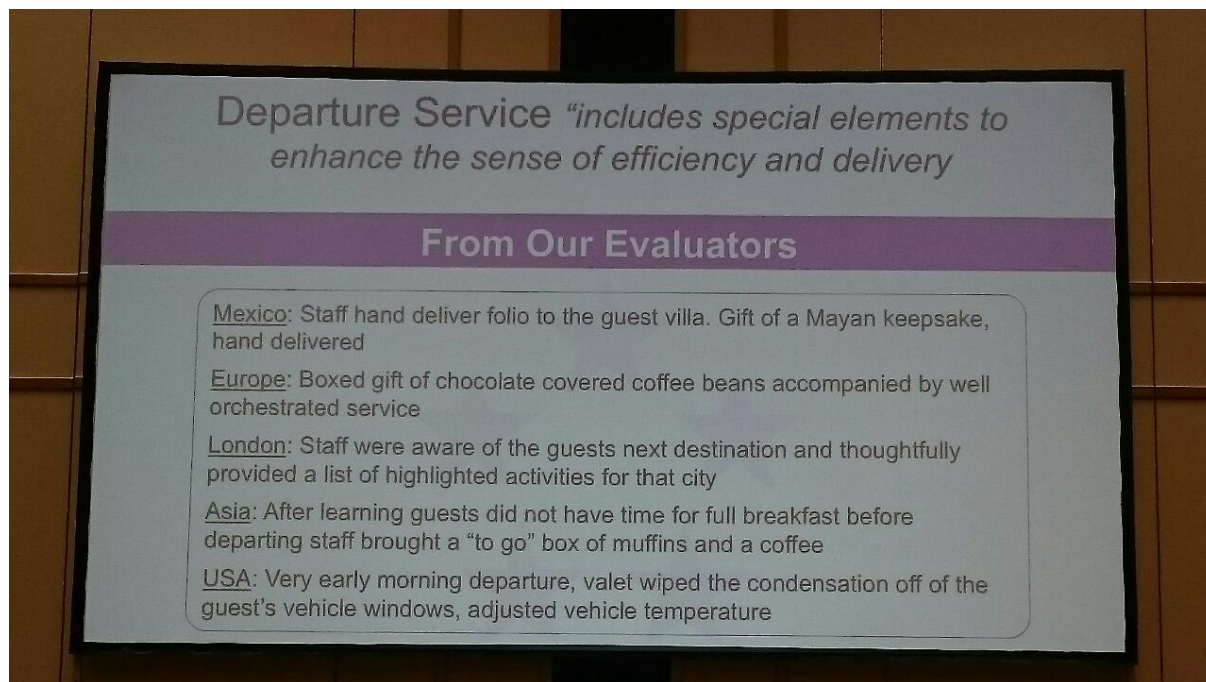 Departure Service “includes special elements to
enhance the sense of efficiency and delivery
From Our Evaluators
Mexico: Staff hand deliver folio to the guest villa. Gift of a Mayan keepsake,
hand delivered
Europe: Boxed gift of chocolate covered coffee beans accompanied by well
orchestrated service
London: Staff were aware of the guests next destination and thoughtfully
provided a list of highlighted activities for that city
Asia: After learning guests did not have time for full breakfast before
departing staff brought a “to go” box of muffins and a coffee
USA: Very early morning departure, valet wiped the condensation off of the
guest’s vehicle windows, adjusted vehicle temperature